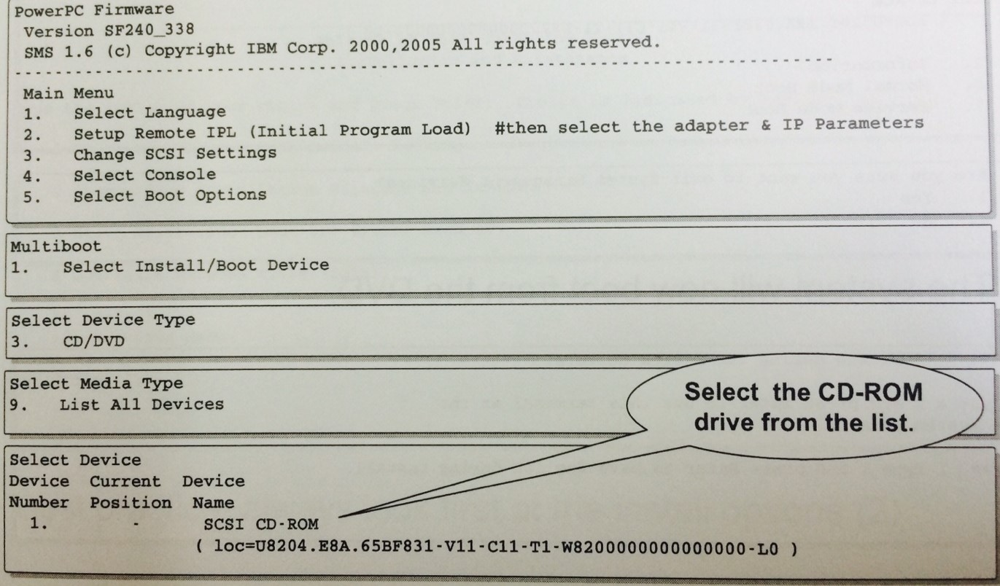 PowerPC Firmware
Version SF240_338
SMS 1.6 (c) Copyright IBM Corp. 2000,2005 All rights reserved.
--------------------------------------------------------------------------------
Main Menu
1. Select Language
2. Setup Remote IPL (Initial Program Load) #then select the adapter & IP Parameters
3. Change SCSI Settings
4. Select Console
5. Select Boot Options
Multiboot
1. Select Install/Boot Device
Select Device Type
3. CD/DVD
Select Media Type
9. List All Devices
Select the CD-ROM
drive from the list.
Select Device
Device Current Device
Number Position Name
1. - SCSI CD-ROM
( loc=U8204.E8A.65BF831-V11-C11-T1-W8200000000000000-L0 )